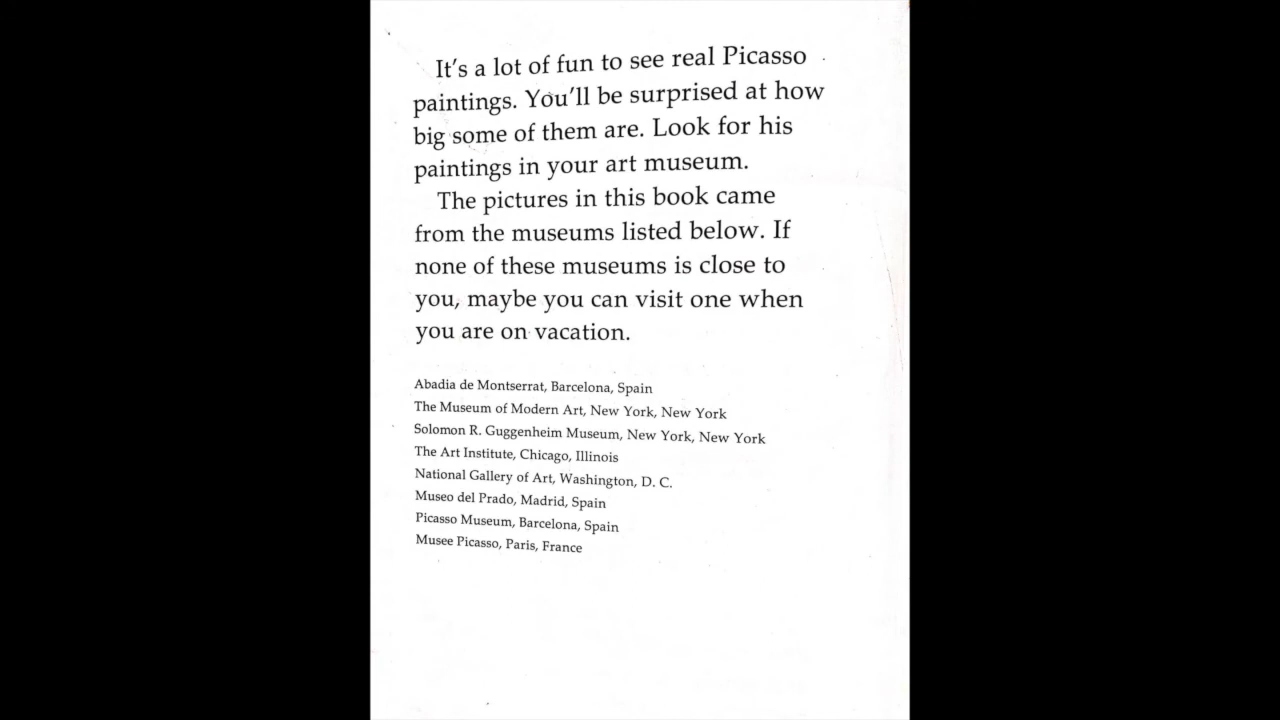 It's a lot of fun to see real Picasso
paintings. You'll be surprised at how
big some of them are. Look for his
paintings in your art museum.
The pictures in this book came
from the museums listed below. If
none of these museums is close to
you, maybe you can visit one when
you are on vacation.
Abadia de Montserrat, Barcelona, Spain
The Museum of Modern Art, New York, New York
Solomon R. Guggenheim Museum, New York, New York
The Art Institute, Chicago, Illinois
National Gallery of Art, Washington, D. C.
Museo del Prado, Madrid, Spain
Picasso Museum, Barcelona, Spain
Musee Picasso, Paris, France